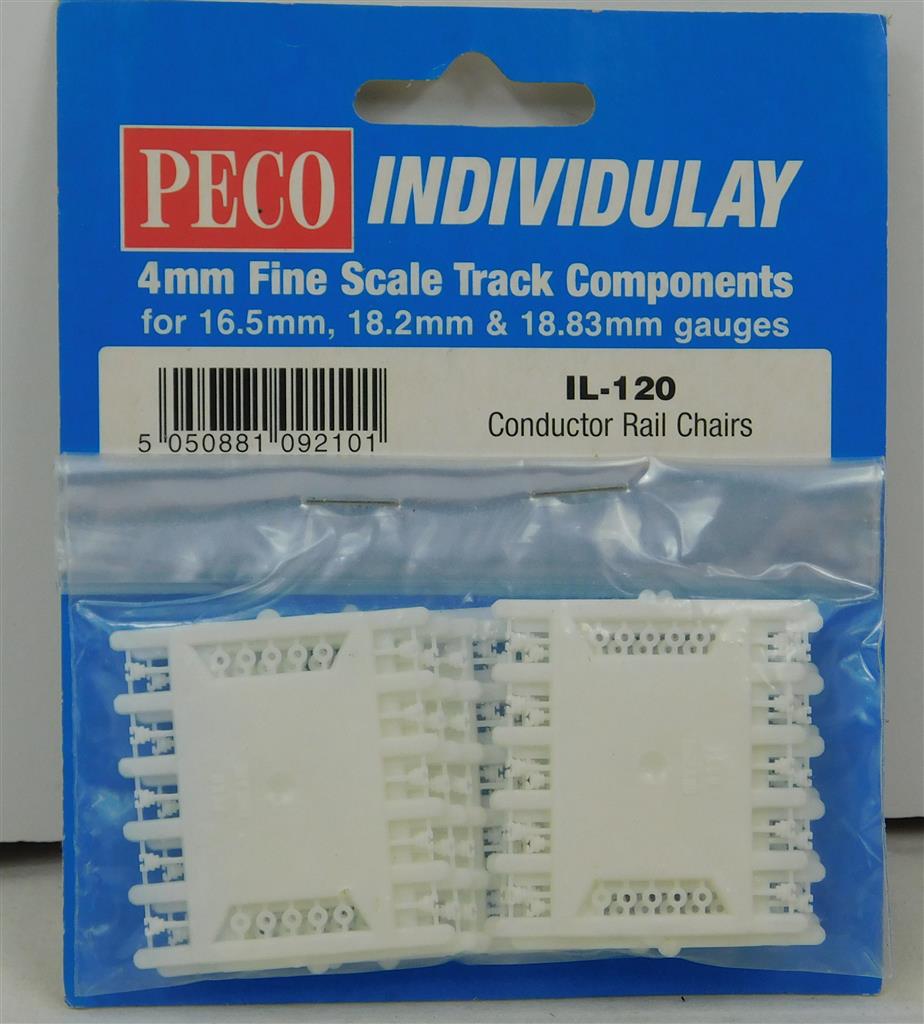 PECO INDIVIDULAY
4mm Fine Scale Track Components
for 16.5mm, 18.2mm & 18.83mm gauges
IL-120
Conductor Rail Chairs
5 050881 092101